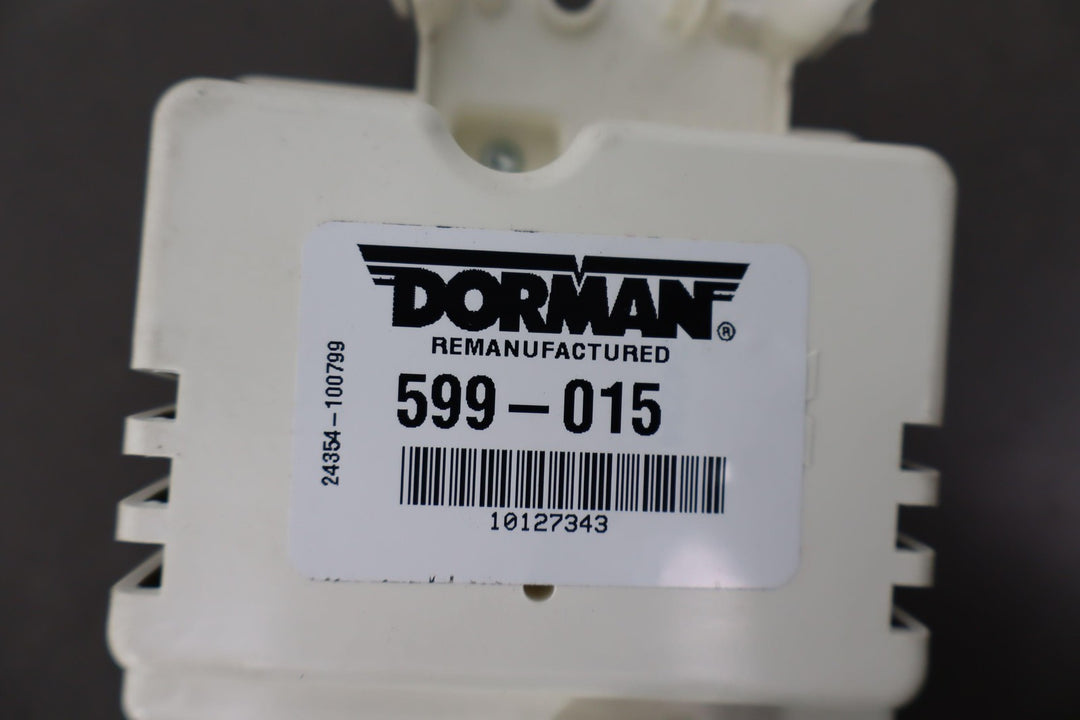 DORMAN®
REMANUFACTURED
599-015
10127343
24354-100799